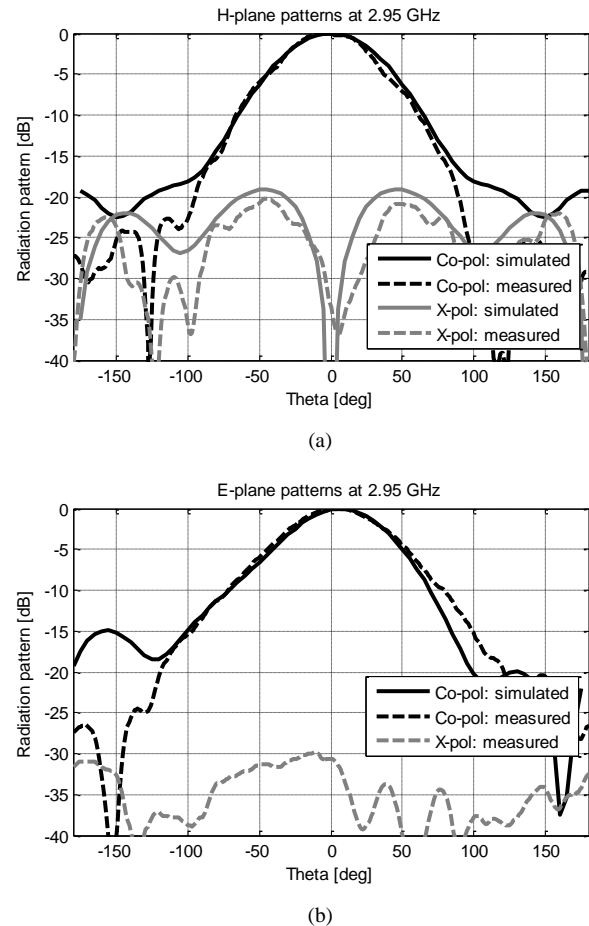 H-plane patterns at 2.95 GHz
Radiation pattern [dB]
0
-5
-10
-15
-20
-25
-30
-35
-40
Co-pol: simulated
Co-pol: measured
X-pol: simulated
X-pol: measured
-150 -100 -50 0 50 100 150
Theta [deg]
(a)
E-plane patterns at 2.95 GHz
Radiation pattern [dB]
0
-5
-10
-15
-20
-25
-30
-35
-40
Co-pol: simulated
Co-pol: measured
X-pol: measured
-150 -100 -50 0 50 100 150
Theta [deg]
(b)